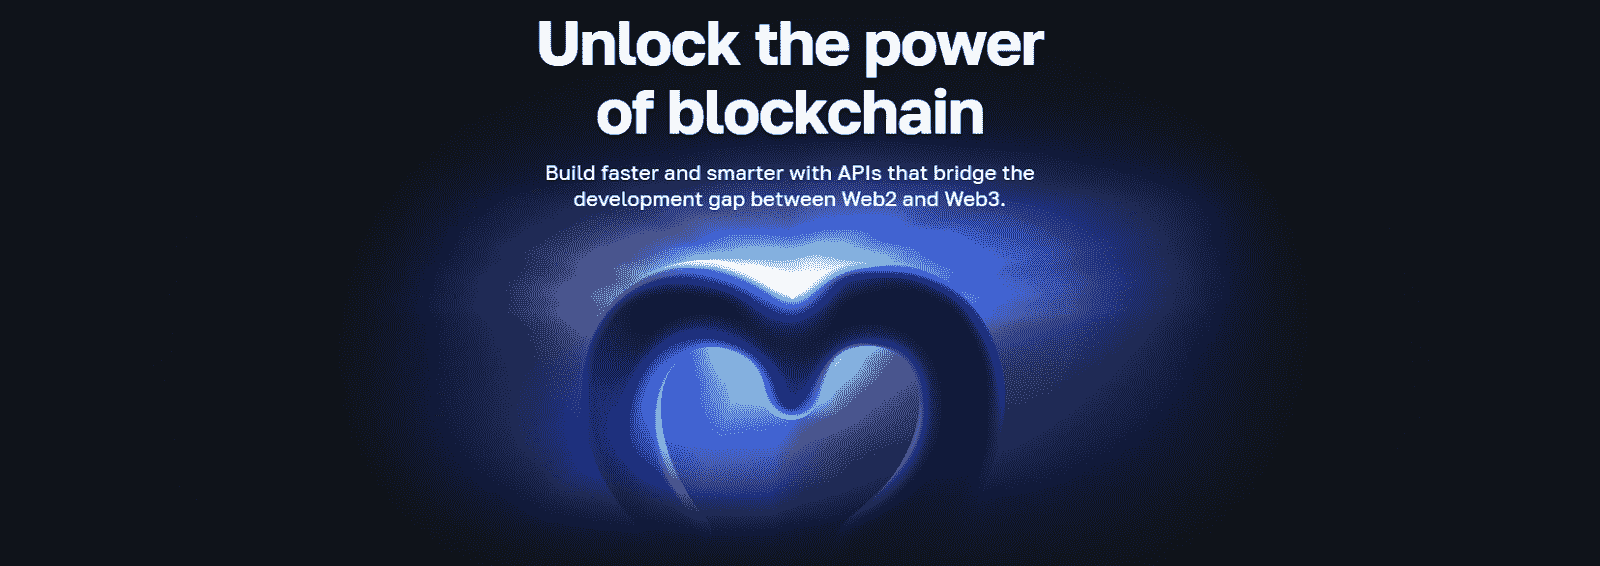 Unlock the power
of blockchain
Build faster and smarter with APIs that bridge the
development gap between Web2 and Web3.